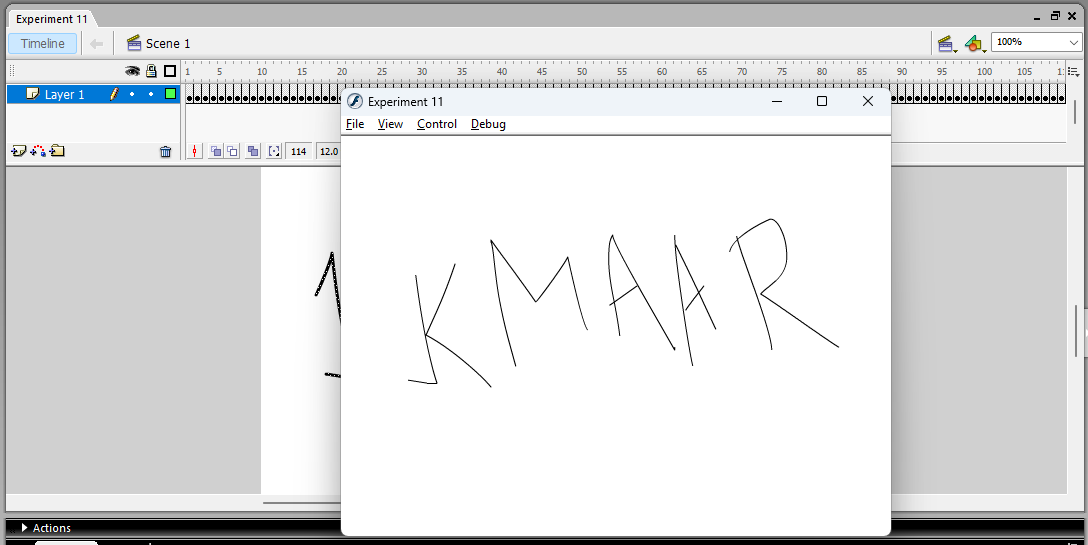 Experiment 11
Timeline Scene 1 100%
1 5 10 15 20 25 30 35 40 45 50 55 60 65 70 75 80 85 90 95 100 105
Layer 1
Experiment 11
File View Control Debug
114 12.0
KMAAR
Actions